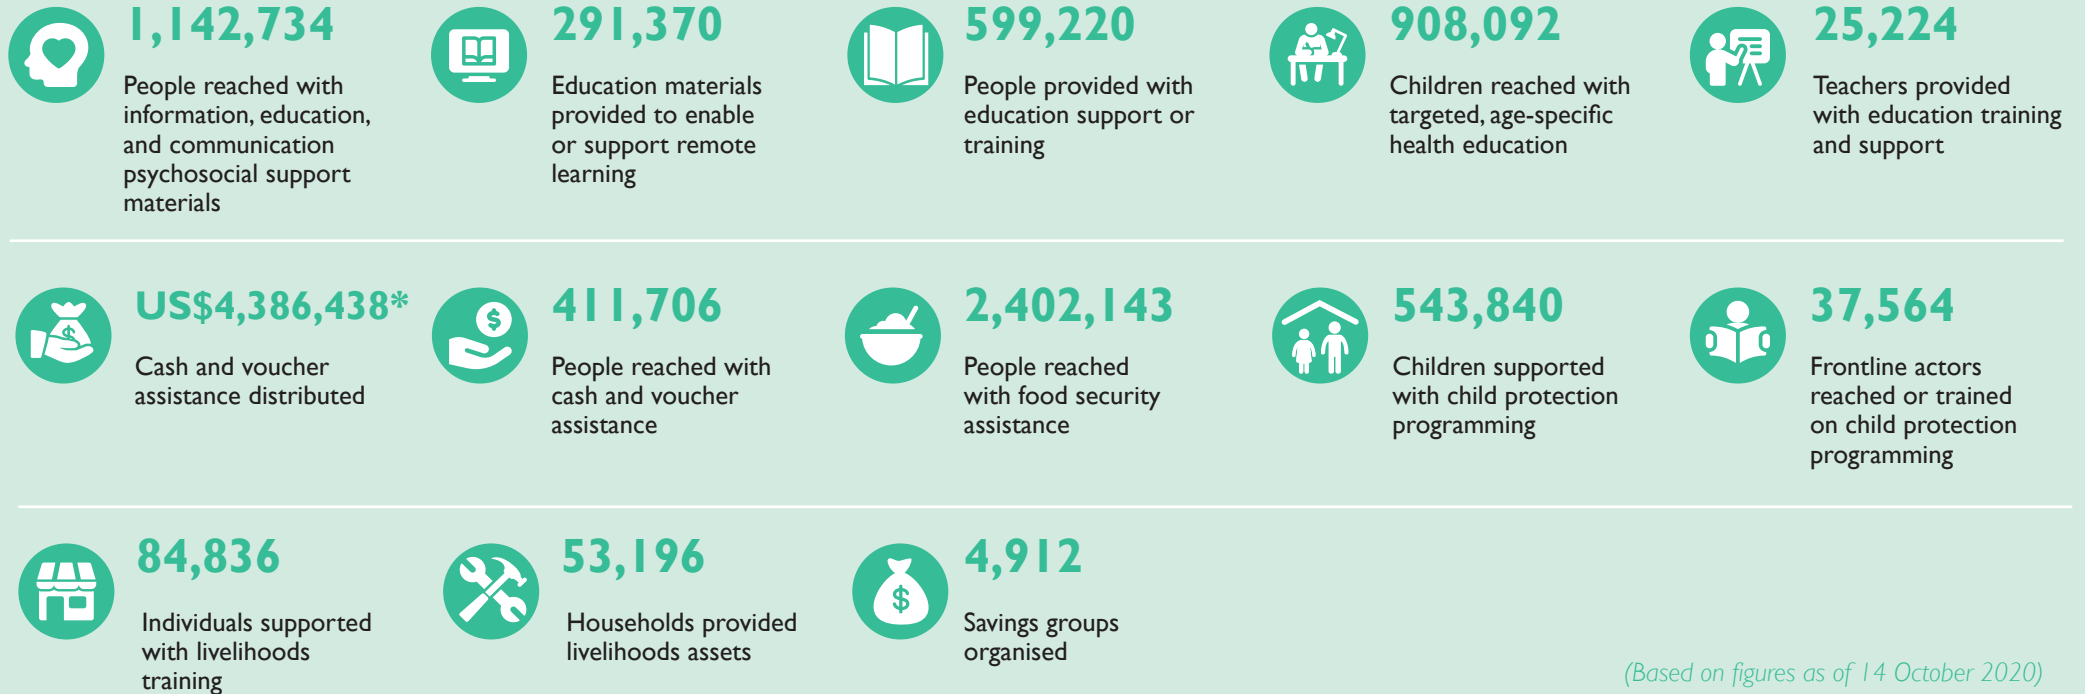 1,142,734
People reached with
information, education,
and communication
psychosocial support
materials
291,370
Education materials
provided to enable
or support remote
learning
599,220
People provided with
education support or
training
908,092
Children reached with
targeted, age-specific
health education
25,224
Teachers provided
with education training
and support
US$4,386,438*
Cash and voucher
assistance distributed
411,706
People reached with
cash and voucher
assistance
2,402,143
People reached
with food security
assistance
543,840
Children supported
with child protection
programming
37,564
Frontline actors
reached or trained
on child protection
programming
84,836
Individuals supported
with livelihoods
training
53,196
Households provided
livelihoods assets
4,912
Savings groups
organised
(Based on figures as of 14 October 2020)